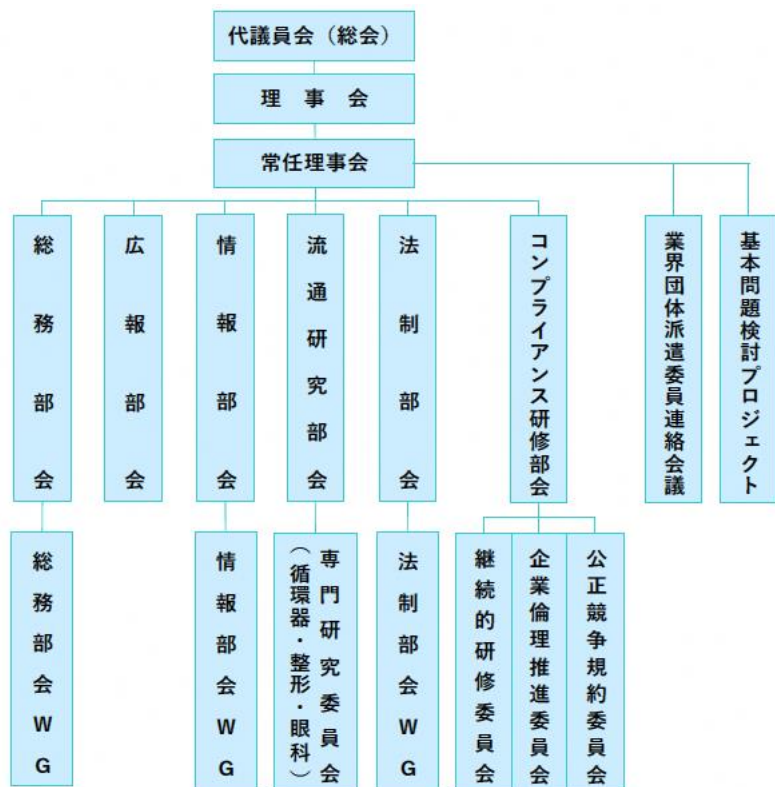 代議員会（総会）
理事会
常任理事会
総務部会
広報部会
情報部会
流通研究部会
法制部会
コンプライアンス研修部会
業界団体派遣委員連絡会議
基本問題検討プロジェクト
総務部会WG
情報部会WG
専門研究委員会
（循環器・整形・眼科）
法制部会WG
継続的研修委員会
企業倫理推進委員会
公正競争規約委員会